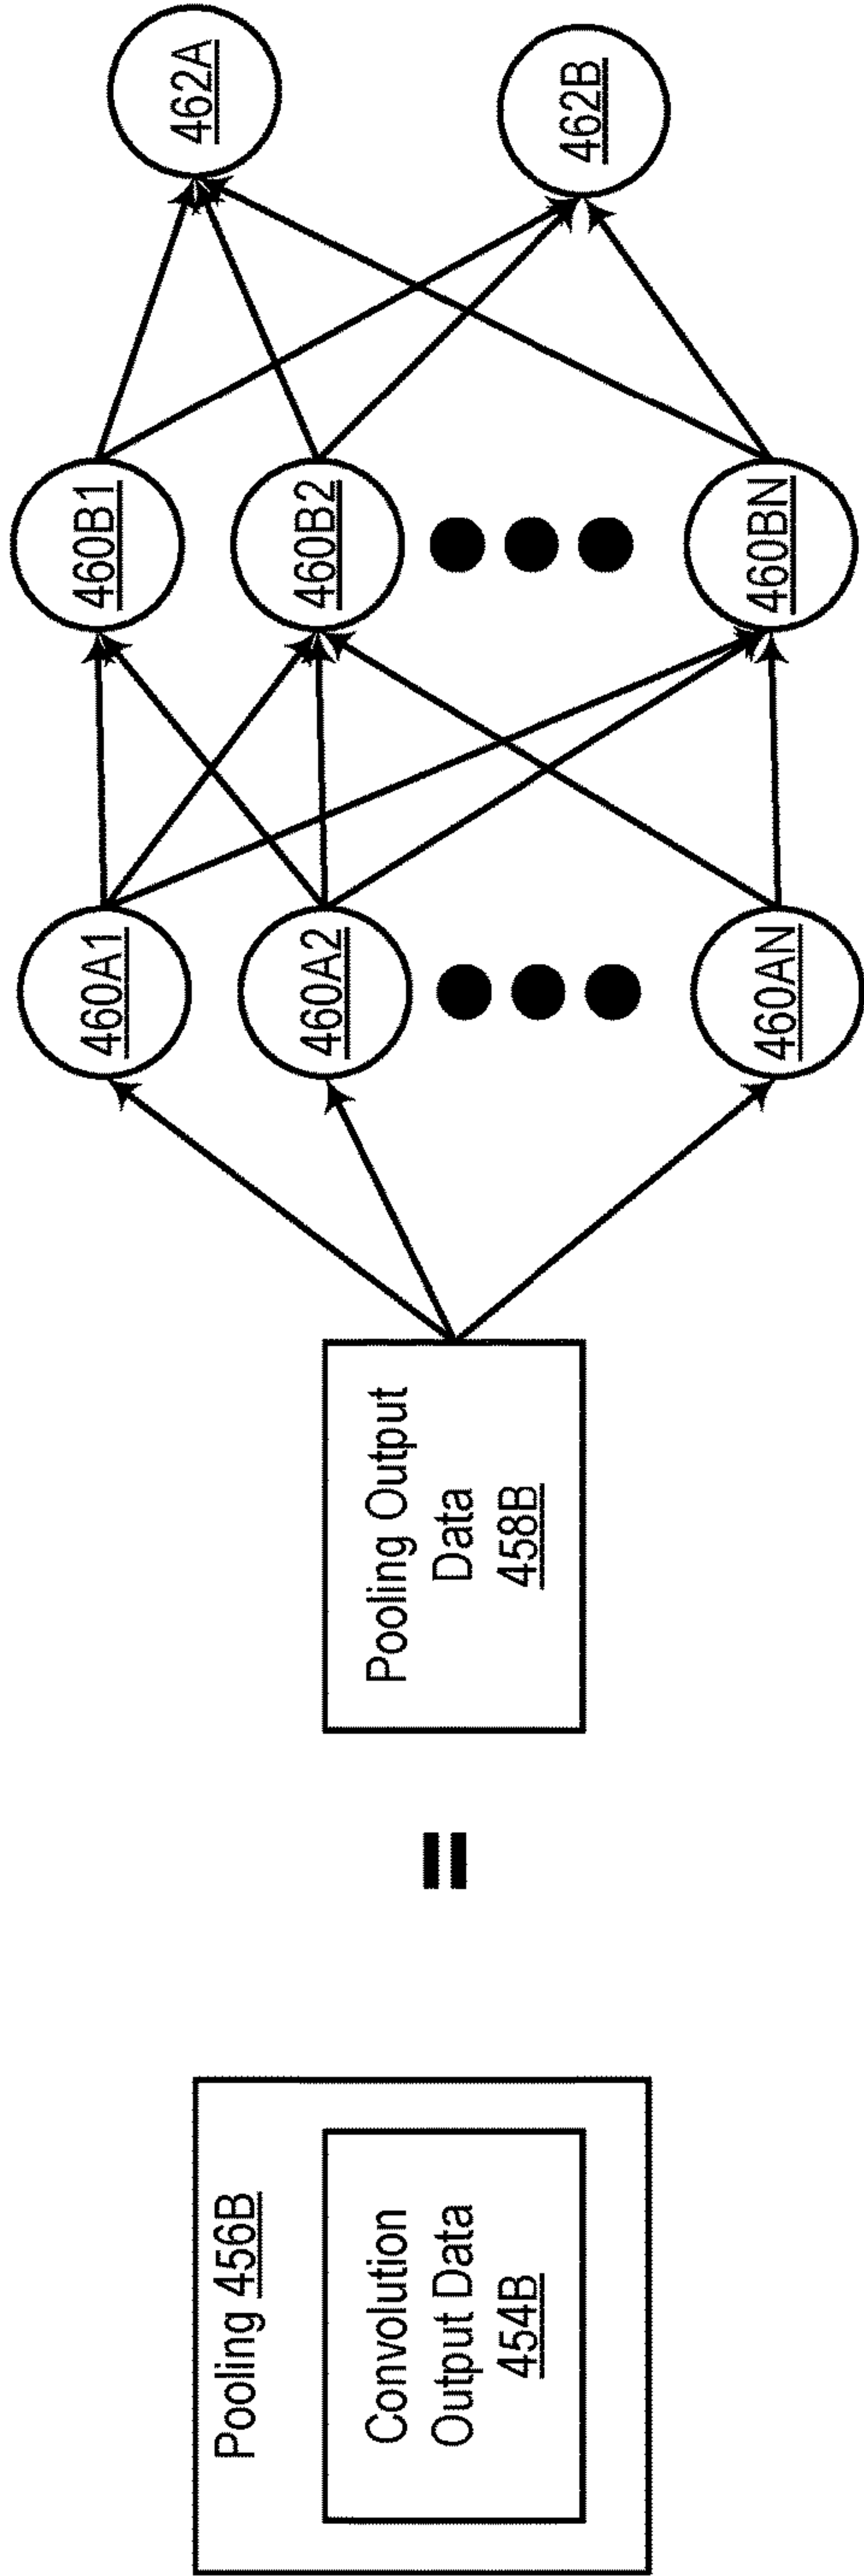 Pooling 456B
Convolution
Output Data
454B
=
Pooling Output
Data
458B
460A1
460A2
460AN
460B1
460B2
460BN
462A
462B